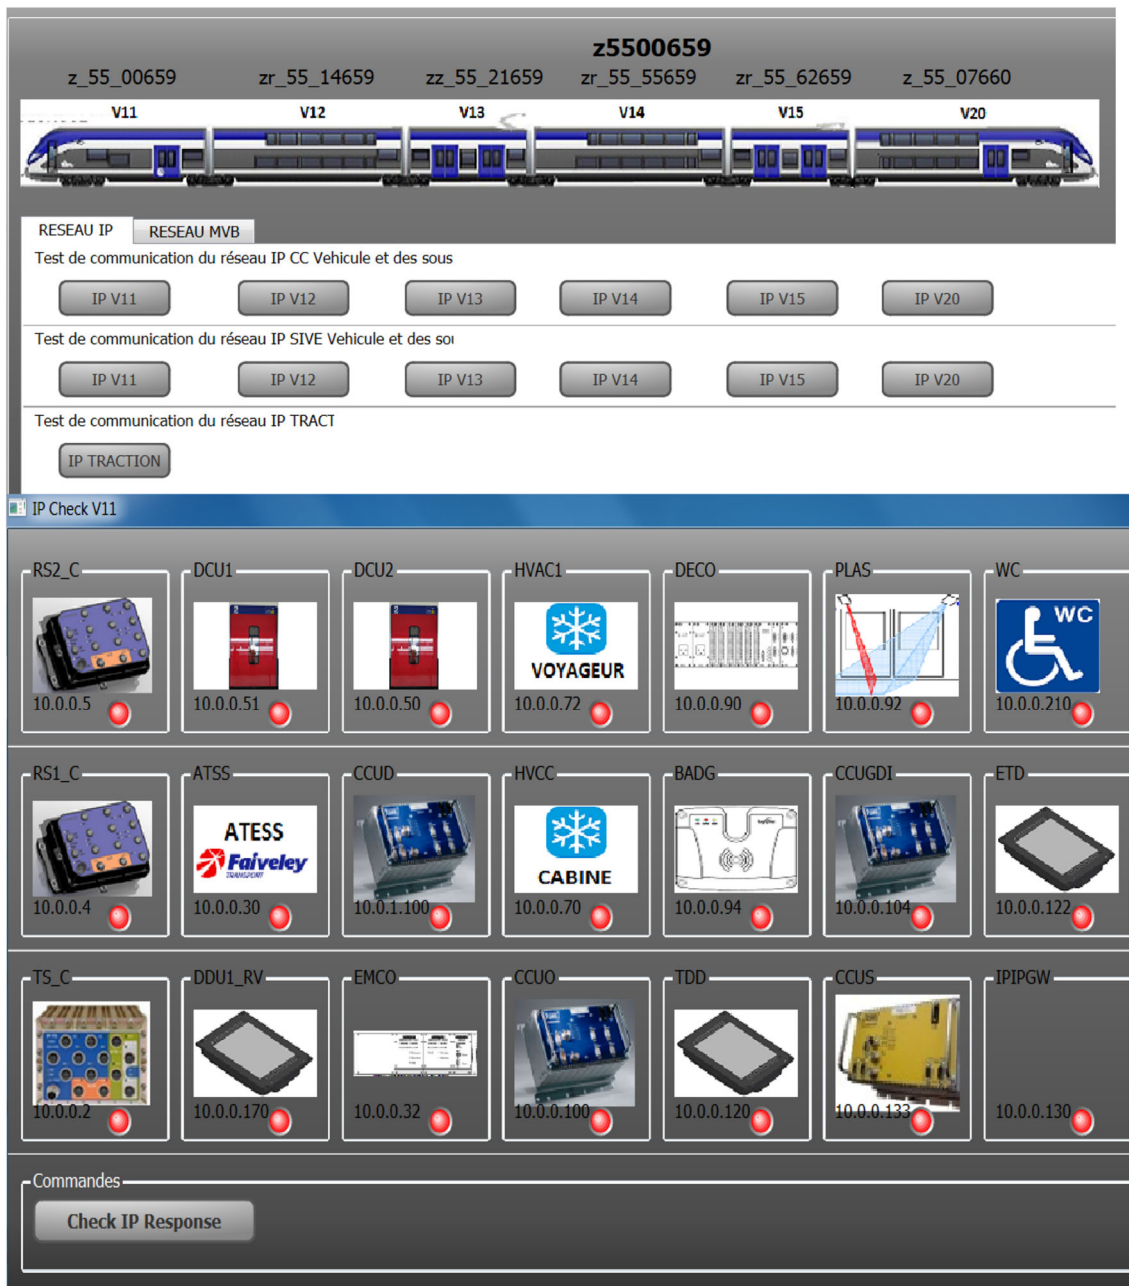 z5500659
z_55_00659 zr_55_14659 zz_55_21659 zr_55_55659 zr_55_62659 z_55_07660
V11 V12 V13 V14 V15 V20
RESEAU IP RESEAU MVB
Test de communication du réseau IP CC Vehicule et des sous
IP V11 IP V12 IP V13 IP V14 IP V15 IP V20
Test de communication du réseau IP SIVE Vehicule et des sou
IP V11 IP V12 IP V13 IP V14 IP V15 IP V20
Test de communication du réseau IP TRACT
IP TRACTION
IP Check V11
RS2_C DCU1 DCU2 HVAC1 DECO PLAS WC
WC
VOYAGEUR
10.0.0.5 10.0.0.51 10.0.0.50 10.0.0.72 10.0.0.90 10.0.0.92 10.0.0.210
RS1_C ATSS CCUD HVCC BADG CCUGDI ETD
ATESS
Faiveley
TRANSPORT
CABINE
10.0.0.4 10.0.0.30 10.0.1.100 10.0.0.70 10.0.0.94 10.0.0.104 10.0.0.122
TS_C DDU1_RV EMCO CCUO TDD CCUS IPIPGW
10.0.0.2 10.0.0.170 10.0.0.32 10.0.0.100 10.0.0.120 10.0.0.133 10.0.0.130
Commandes
Check IP Response